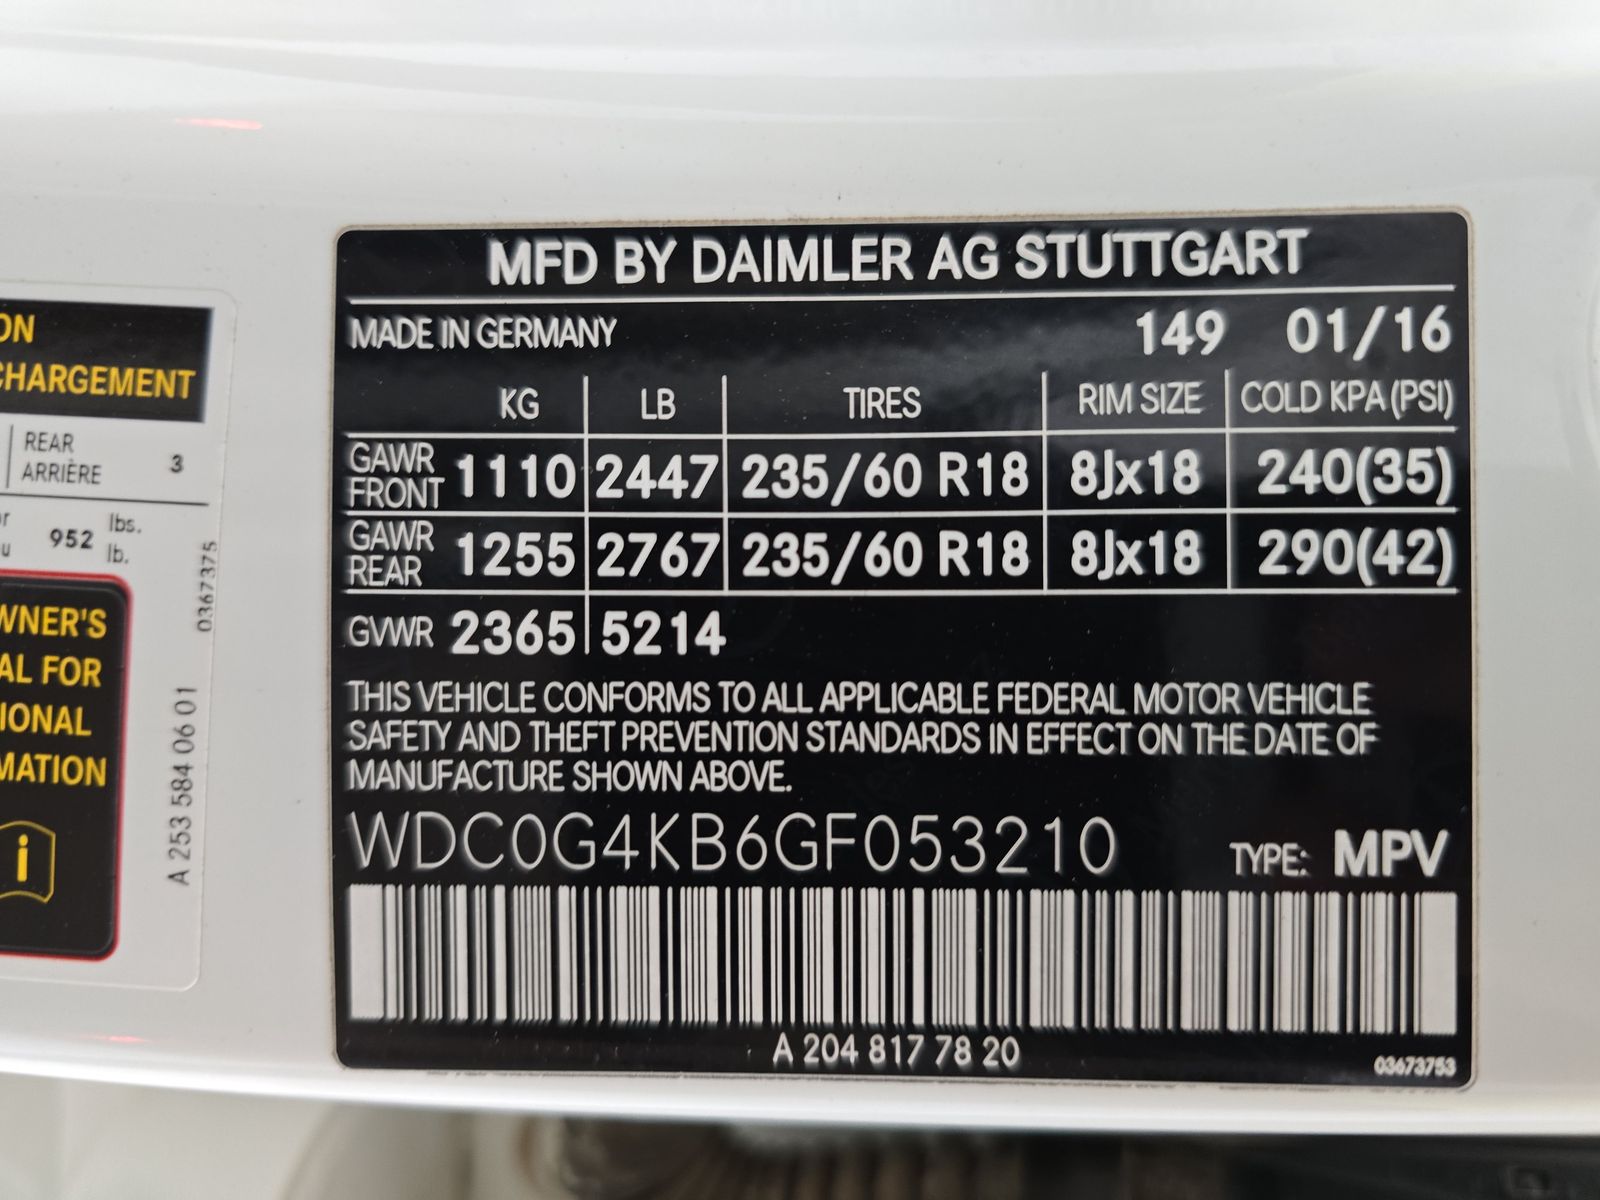 ON
CHARGEMENT
REAR
ARRIÈRE 3
952 lbs.
lb.
0367375
WNER'S
AL FOR
IONAL
MATION
i
A 253 584 06 01
MFD BY DAIMLER AG STUTTGART
MADE IN GERMANY 149 01/16
KG LB TIRES RIM SIZE COLD KPA (PSI)
GAWR FRONT 1110 2447 235/60 R18 8Jx18 240(35)
GAWR REAR 1255 2767 235/60 R18 8Jx18 290(42)
GVWR 2365 5214
THIS VEHICLE CONFORMS TO ALL APPLICABLE FEDERAL MOTOR VEHICLE
SAFETY AND THEFT PREVENTION STANDARDS IN EFFECT ON THE DATE OF
MANUFACTURE SHOWN ABOVE.
WDC0G4KB6GF053210 TYPE: MPV
A 204 817 78 20
03673753